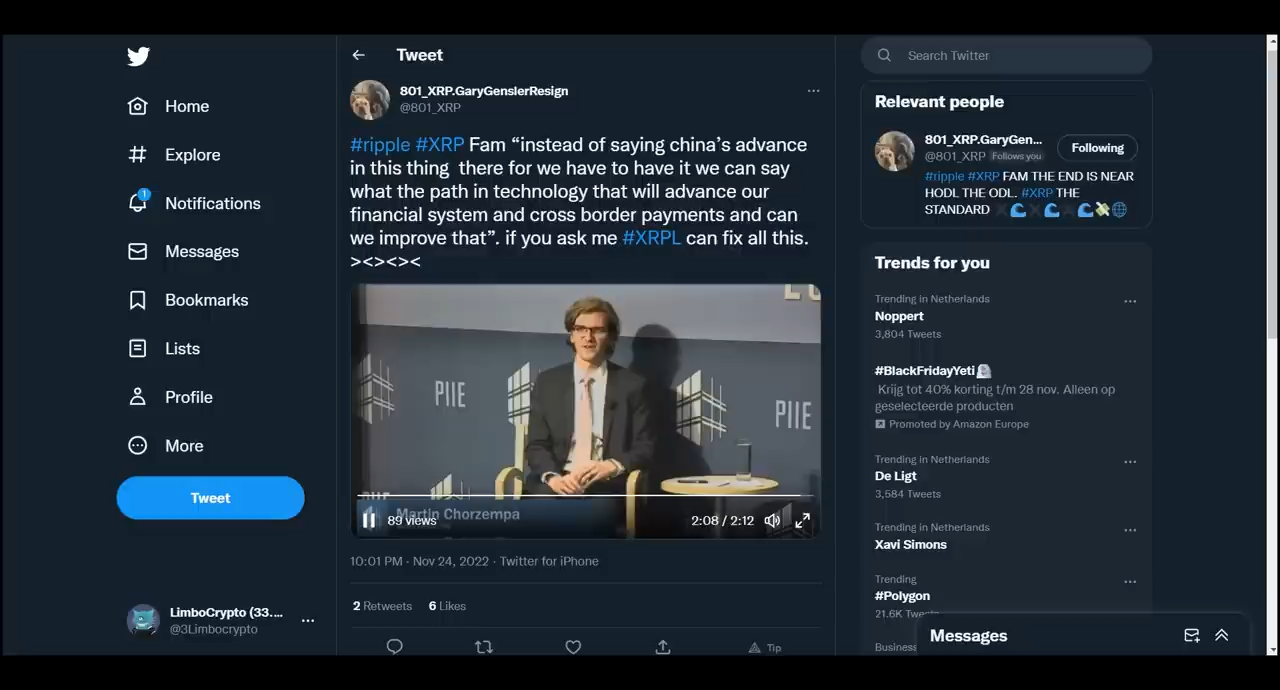 Home
Explore
1
Notifications
Messages
Bookmarks
Lists
Profile
More
Tweet
LimboCrypto (33....
@3Limbocrypto
Tweet
801_XRP.GaryGenslerResign
@801_XRP
#ripple #XRP Fam “instead of saying china’s advance
in this thing  there for we have to have it we can say
what the path in technology that will advance our
financial system and cross border payments and can
we improve that”. if you ask me #XRPL can fix all this.
><><><
PIIE
PIIE
Martin Chorzempa
89 views
2:08 / 2:12
10:01 PM · Nov 24, 2022 · Twitter for iPhone
2 Retweets 6 Likes
Tip
Search Twitter
Relevant people
801_XRP.GaryGen...
@801_XRP Follows you
Following
#ripple #XRP FAM THE END IS NEAR
HODL THE ODL. #XRP THE
STANDARD
Trends for you
Trending in Netherlands
Noppert
3,804 Tweets
#BlackFridayYeti
Krijg tot 40% korting t/m 28 nov. Alleen op
geselecteerde producten
Promoted by Amazon Europe
Trending in Netherlands
De Ligt
3,584 Tweets
Trending in Netherlands
Xavi Simons
Trending
#Polygon
21.6K Tweets
Business
Messages